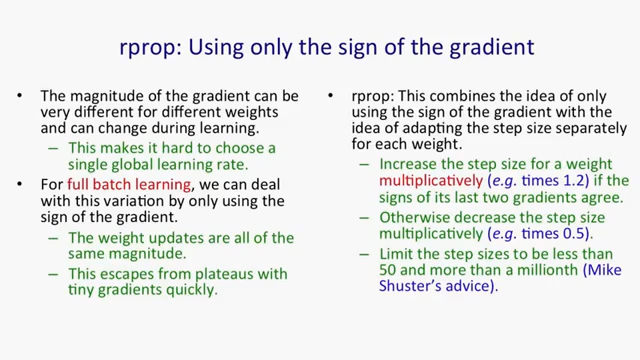 rprop: Using only the sign of the gradient
• The magnitude of the gradient can be
very different for different weights
and can change during learning.
– This makes it hard to choose a
single global learning rate.
• For full batch learning, we can deal
with this variation by only using the
sign of the gradient.
– The weight updates are all of the
same magnitude.
– This escapes from plateaus with
tiny gradients quickly.
• rprop: This combines the idea of only
using the sign of the gradient with the
idea of adapting the step size separately
for each weight.
– Increase the step size for a weight
multiplicatively (e.g. times 1.2) if the
signs of its last two gradients agree.
– Otherwise decrease the step size
multiplicatively (e.g. times 0.5).
– Limit the step sizes to be less than
50 and more than a millionth (Mike
Shuster’s advice).